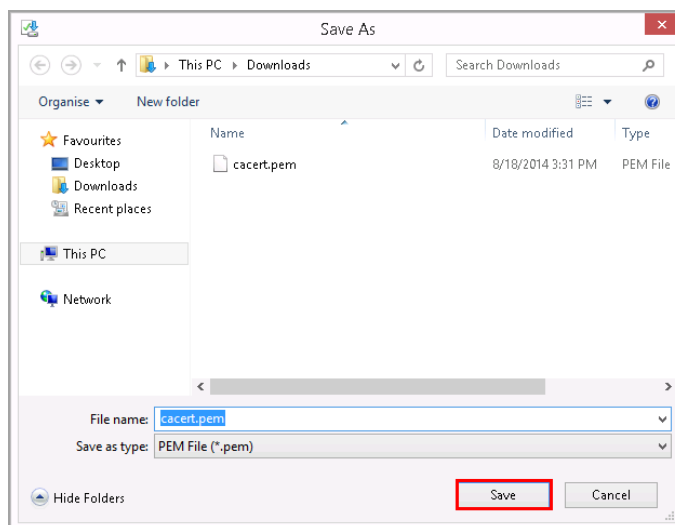 Save As
This PC Downloads Search Downloads
Organise New folder
Favourites
Desktop
Downloads
Recent places
This PC
Network
Name Date modified Type
cacert.pem 8/18/2014 3:31 PM PEM File
File name: cacert.pem
Save as type: PEM File (*.pem)
Hide Folders Save Cancel